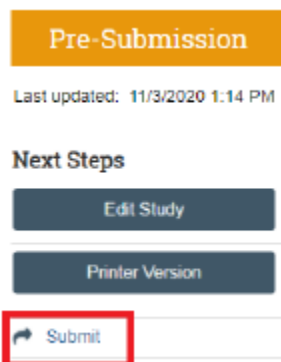 Pre-Submission
Last updated: 11/3/2020 1:14 PM
Next Steps
Edit Study
Printer Version
Submit